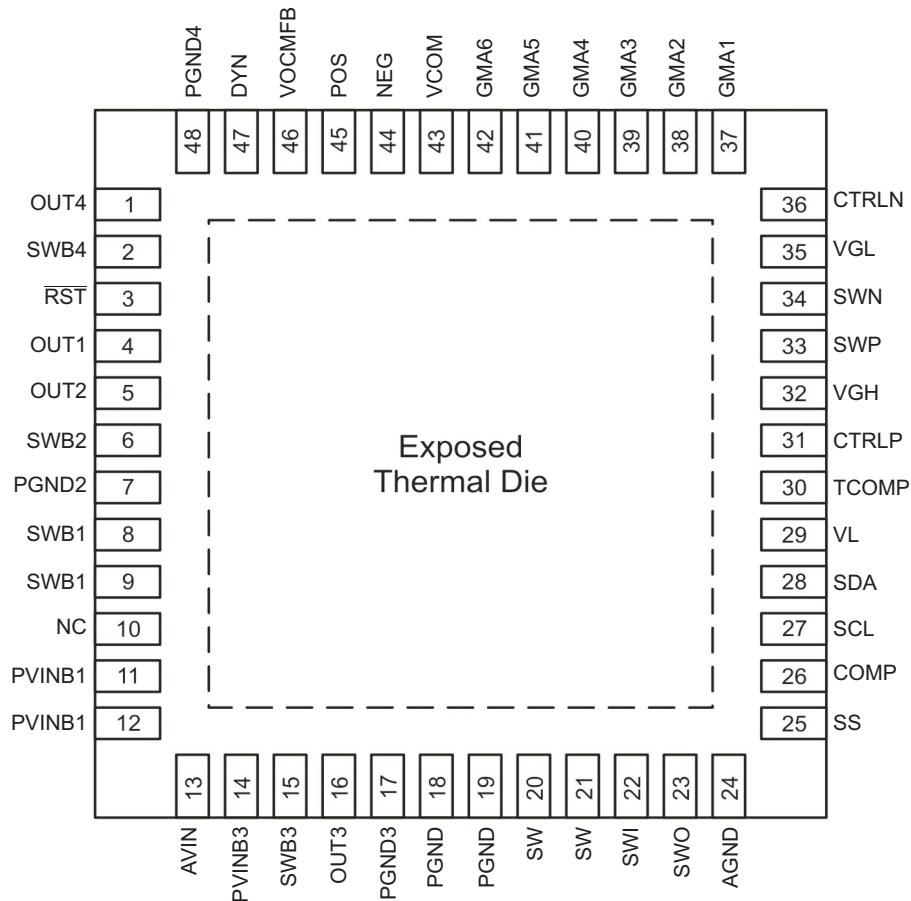 PGND4
DYN
VOCMFB
POS
NEG
VCOM
GMA6
GMA5
GMA4
GMA3
GMA2
GMA1
48
47
46
45
44
43
42
41
40
39
38
37
OUT4 1
SWB4 2
RST 3
OUT1 4
OUT2 5
SWB2 6
PGND2 7
SWB1 8
SWB1 9
NC 10
PVINB1 11
PVINB1 12
Exposed
Thermal Die
36 CTRLN
35 VGL
34 SWN
33 SWP
32 VGH
31 CTRLP
30 TCOMP
29 VL
28 SDA
27 SCL
26 COMP
25 SS
13
14
15
16
17
18
19
20
21
22
23
24
AVIN
PVINB3
SWB3
OUT3
PGND3
PGND
PGND
SW
SW
SWI
SWO
AGND